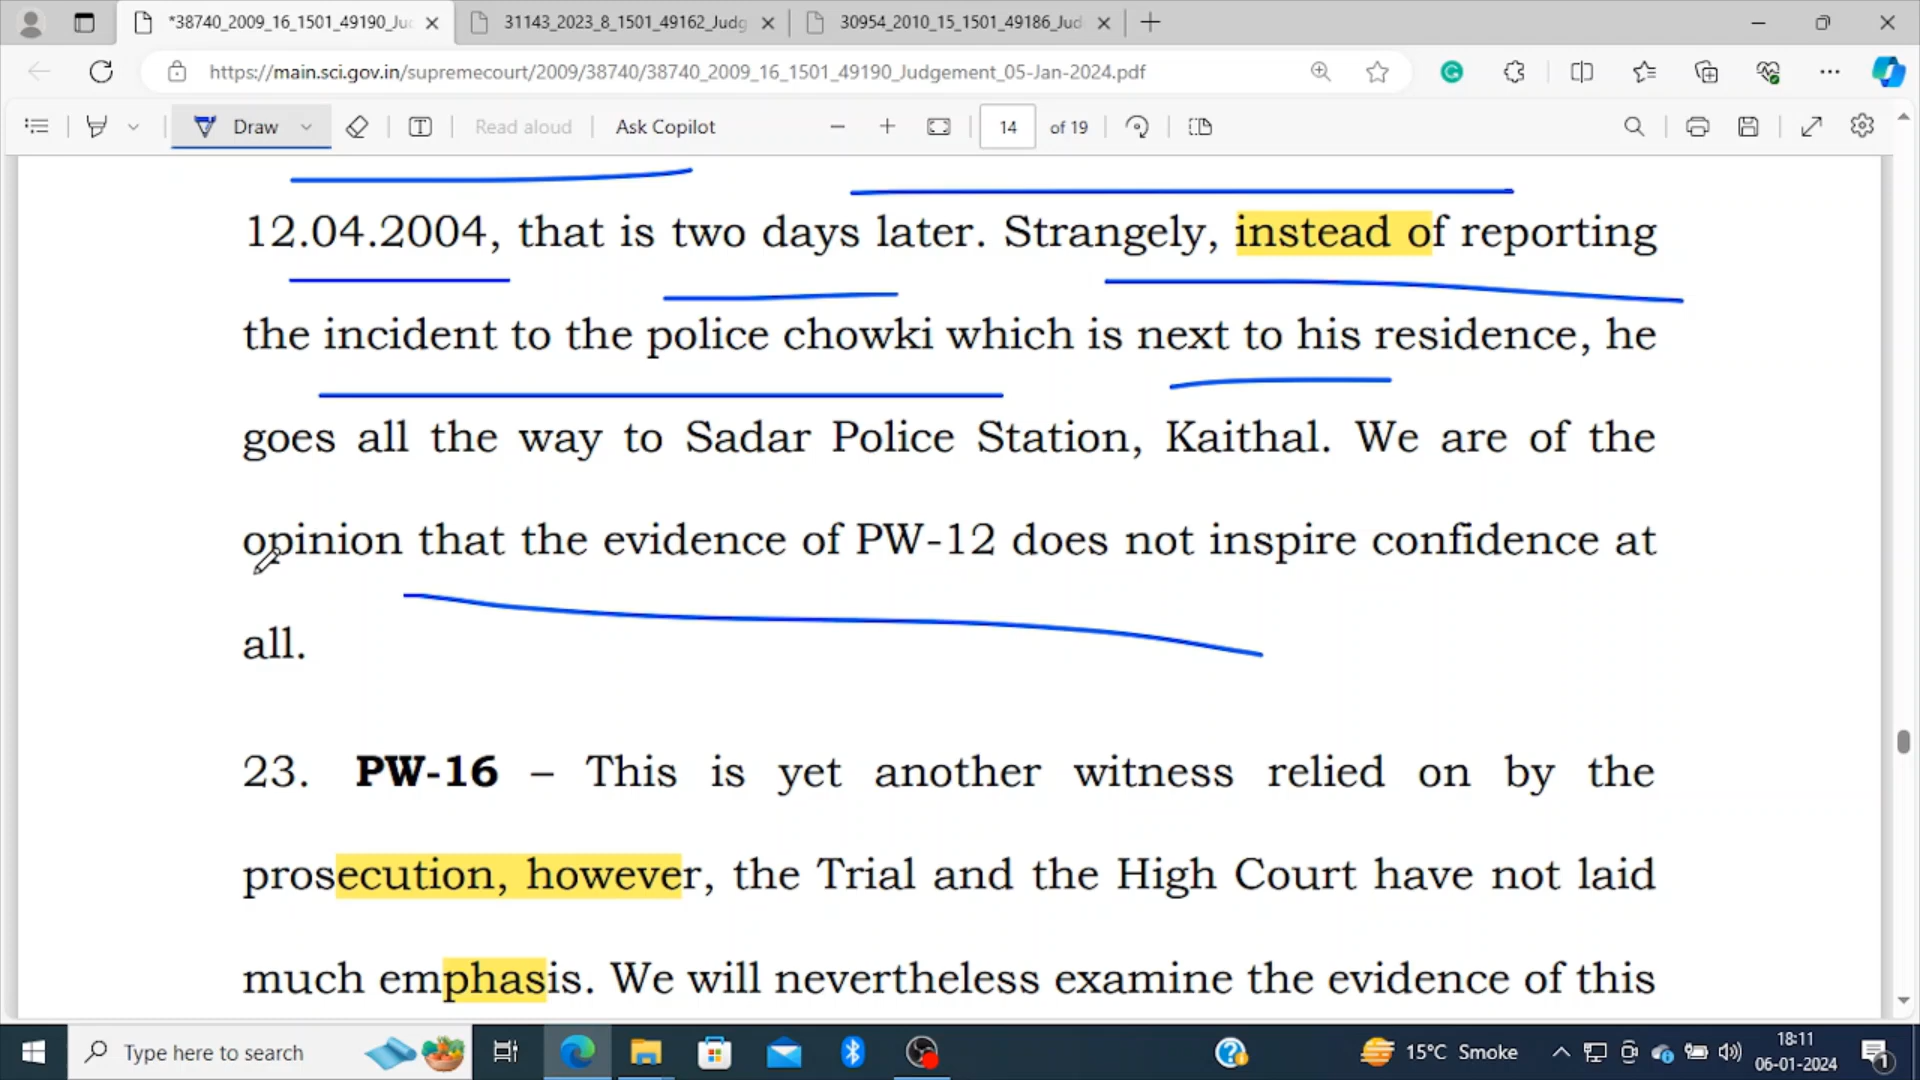 *38740_2009_16_1501_49190_Ju
31143_2023_8_1501_49162_Judg
30954_2010_15_1501_49186_Jud
https://main.sci.gov.in/supremecourt/2009/38740/38740_2009_16_1501_49190_Judgement_05-Jan-2024.pdf
Draw
Read aloud
Ask Copilot
14 of 19
12.04.2004, that is two days later. Strangely, instead of reporting
the incident to the police chowki which is next to his residence, he
goes all the way to Sadar Police Station, Kaithal. We are of the
opinion that the evidence of PW-12 does not inspire confidence at
all.
23. PW-16 – This is yet another witness relied on by the
prosecution, however, the Trial and the High Court have not laid
much emphasis. We will nevertheless examine the evidence of this
Type here to search
15°C Smoke
18:11
06-01-2024
1